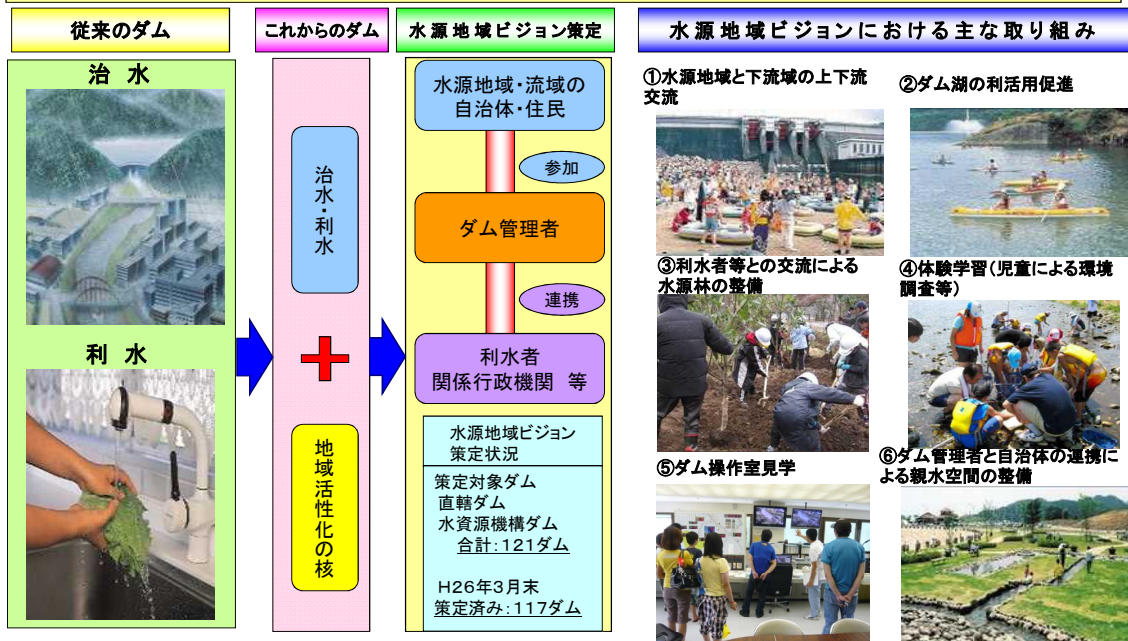 従来のダム
治 水
利 水
これからのダム
治水・利水
＋
地域活性化の核
水源地域ビジョン策定
水源地域・流域の
自治体・住民
参加
ダム管理者
連携
利水者
関係行政機関 等
水源地域ビジョン
策定状況
策定対象ダム
直轄ダム
水資源機構ダム
合計：121ダム
H26年3月末
策定済み：117ダム
水源地域ビジョンにおける主な取り組み
①水源地域と下流域の上下流
交流
②ダム湖の利活用促進
③利水者等との交流による
水源林の整備
④体験学習（児童による環境
調査等）
⑤ダム操作室見学
⑥ダム管理者と自治体の連携に
よる親水空間の整備